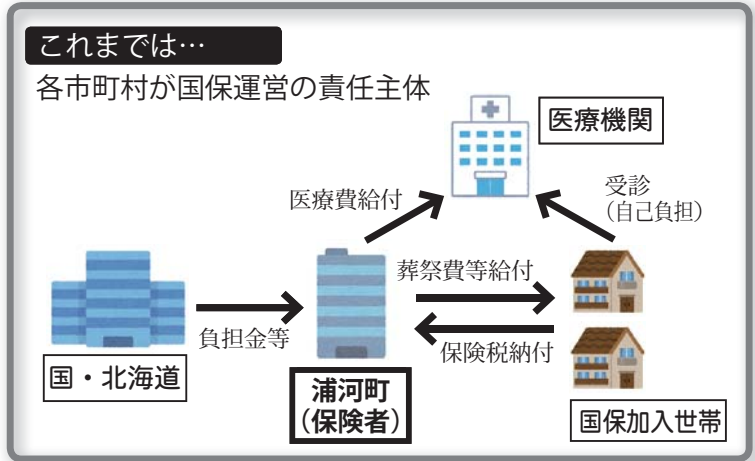 これまでは…
各市町村が国保運営の責任主体
医療機関
医療費給付
受診
（自己負担）
葬祭費等給付
負担金等
保険税納付
国・北海道
浦河町
（保険者）
国保加入世帯